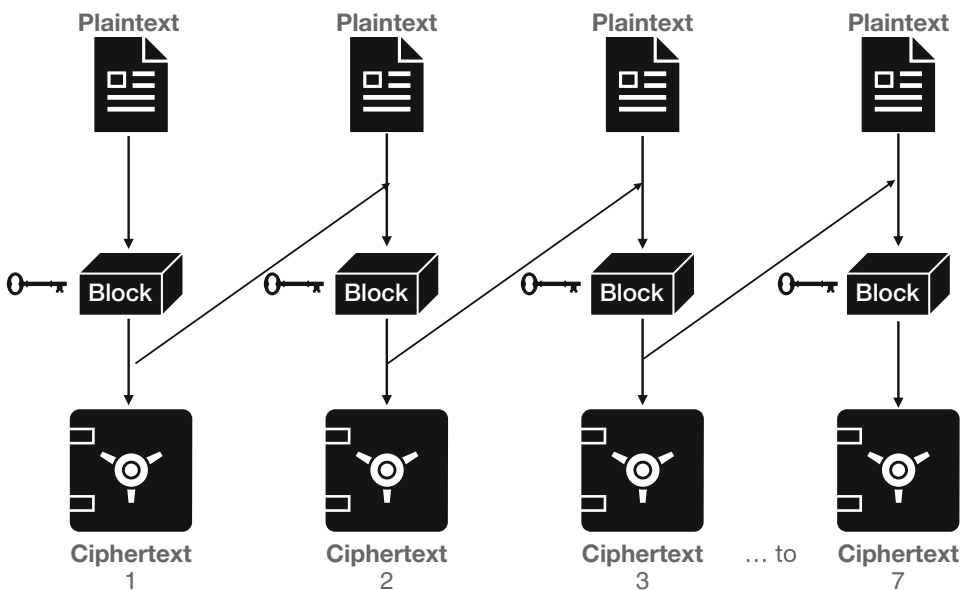 Plaintext Plaintext Plaintext Plaintext
Block Block Block Block
Ciphertext Ciphertext Ciphertext … to Ciphertext
1 2 3 7